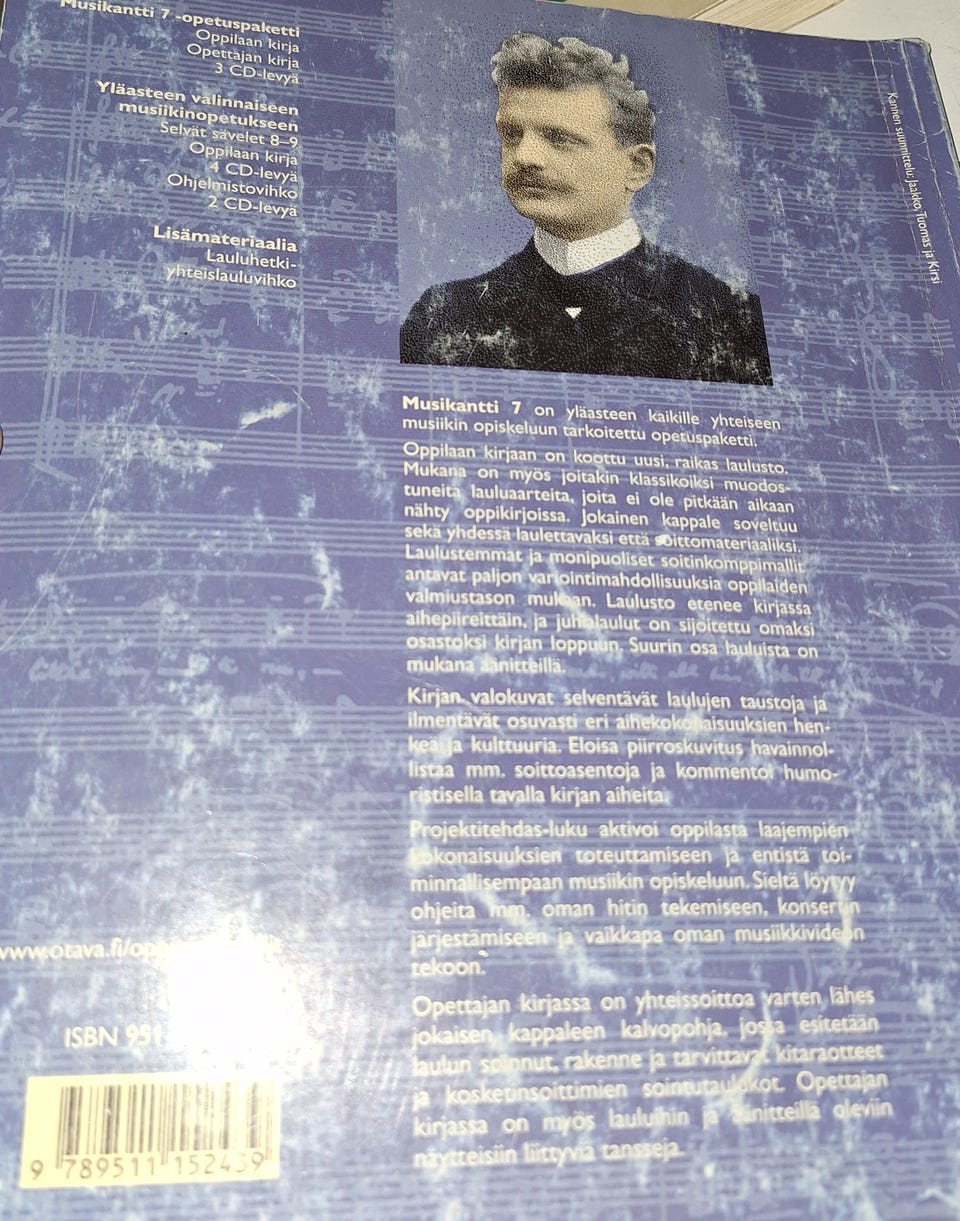 Musikantti 7 -opetuspaketti
Oppilaan kirja
Opettajan kirja
3 CD-levyä
Yläasteen valinnaiseen
musiikinopetukseen
Selvät sävelet 8–9
Oppilaan kirja
4 CD-levyä
Ohjelmistovihko
2 CD-levyä
Lisämateriaalia
Lauluhetki-
yhteislauluvihko
Kannen suunnittelu: Jaakko, Tuomas ja Kirsi
Musikantti 7 on yläasteen kaikille yhteiseen
musiikin opiskeluun tarkoitettu opetuspaketti.
Oppilaan kirjaan on koottu uusi, raikas laulusto.
Mukana on myös joitakin klassikoiksi muodos-
tuneita lauluaarteita, joita ei ole pitkään aikaan
nähty oppikirjoissa. Jokainen kappale soveltuu
sekä yhdessä laulettavaksi että soittomateriaaliksi.
Laulustemmat ja monipuoliset soitinkomppimallit
antavat paljon variointimahdollisuuksia oppilaiden
valmiustason mukaan. Laulusto etenee kirjassa
aihepiireittäin, ja juhlalaulut on sijoitettu omaksi
osastoksi kirjan loppuun. Suurin osa lauluista on
mukana äänitteillä.
Kirjan valokuvat selventävät laulujen taustoja ja
ilmentävät osuvasti eri aihekokonaisuuksien hen-
keä ja kulttuuria. Eloisa piirroskuvitus havainnol-
listaa mm. soittoasentoja ja kommentoi humo-
ristisella tavalla kirjan aiheita.
Projektitehdas-luku aktivoi oppilasta laajempien
kokonaisuuksien toteuttamiseen ja entistä toi-
minnallisempaan musiikin opiskeluun. Sieltä löytyy
ohjeita mm. oman hitin tekemiseen, konsertin
järjestämiseen ja vaikkapa oman musiikkivideon
tekoon.
Opettajan kirjassa on yhteissoittoa varten lähes
jokaisen kappaleen kalvopohja, jossa esitetään
laulun soinnut, rakenne ja tarvittavat kitaraotteet
ja kosketinsoittimien sointutaulukot. Opettajan
kirjassa on myös lauluihin ja äänitteillä oleviin
näytteisiin liittyviä tansseja.
www.otava.fi/
ISBN 951
9 789511 152439